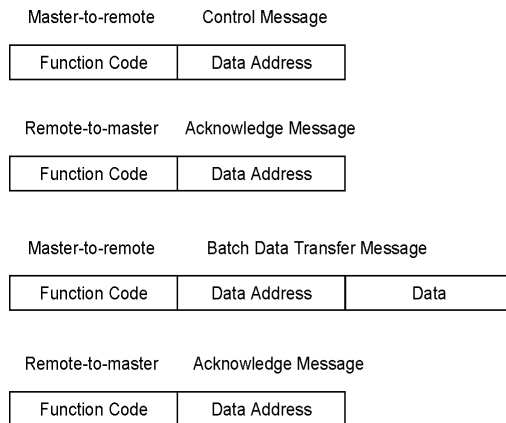 Master-to-remote Control Message
Function Code Data Address
Remote-to-master Acknowledge Message
Function Code Data Address
Master-to-remote Batch Data Transfer Message
Function Code Data Address Data
Remote-to-master Acknowledge Message
Function Code Data Address